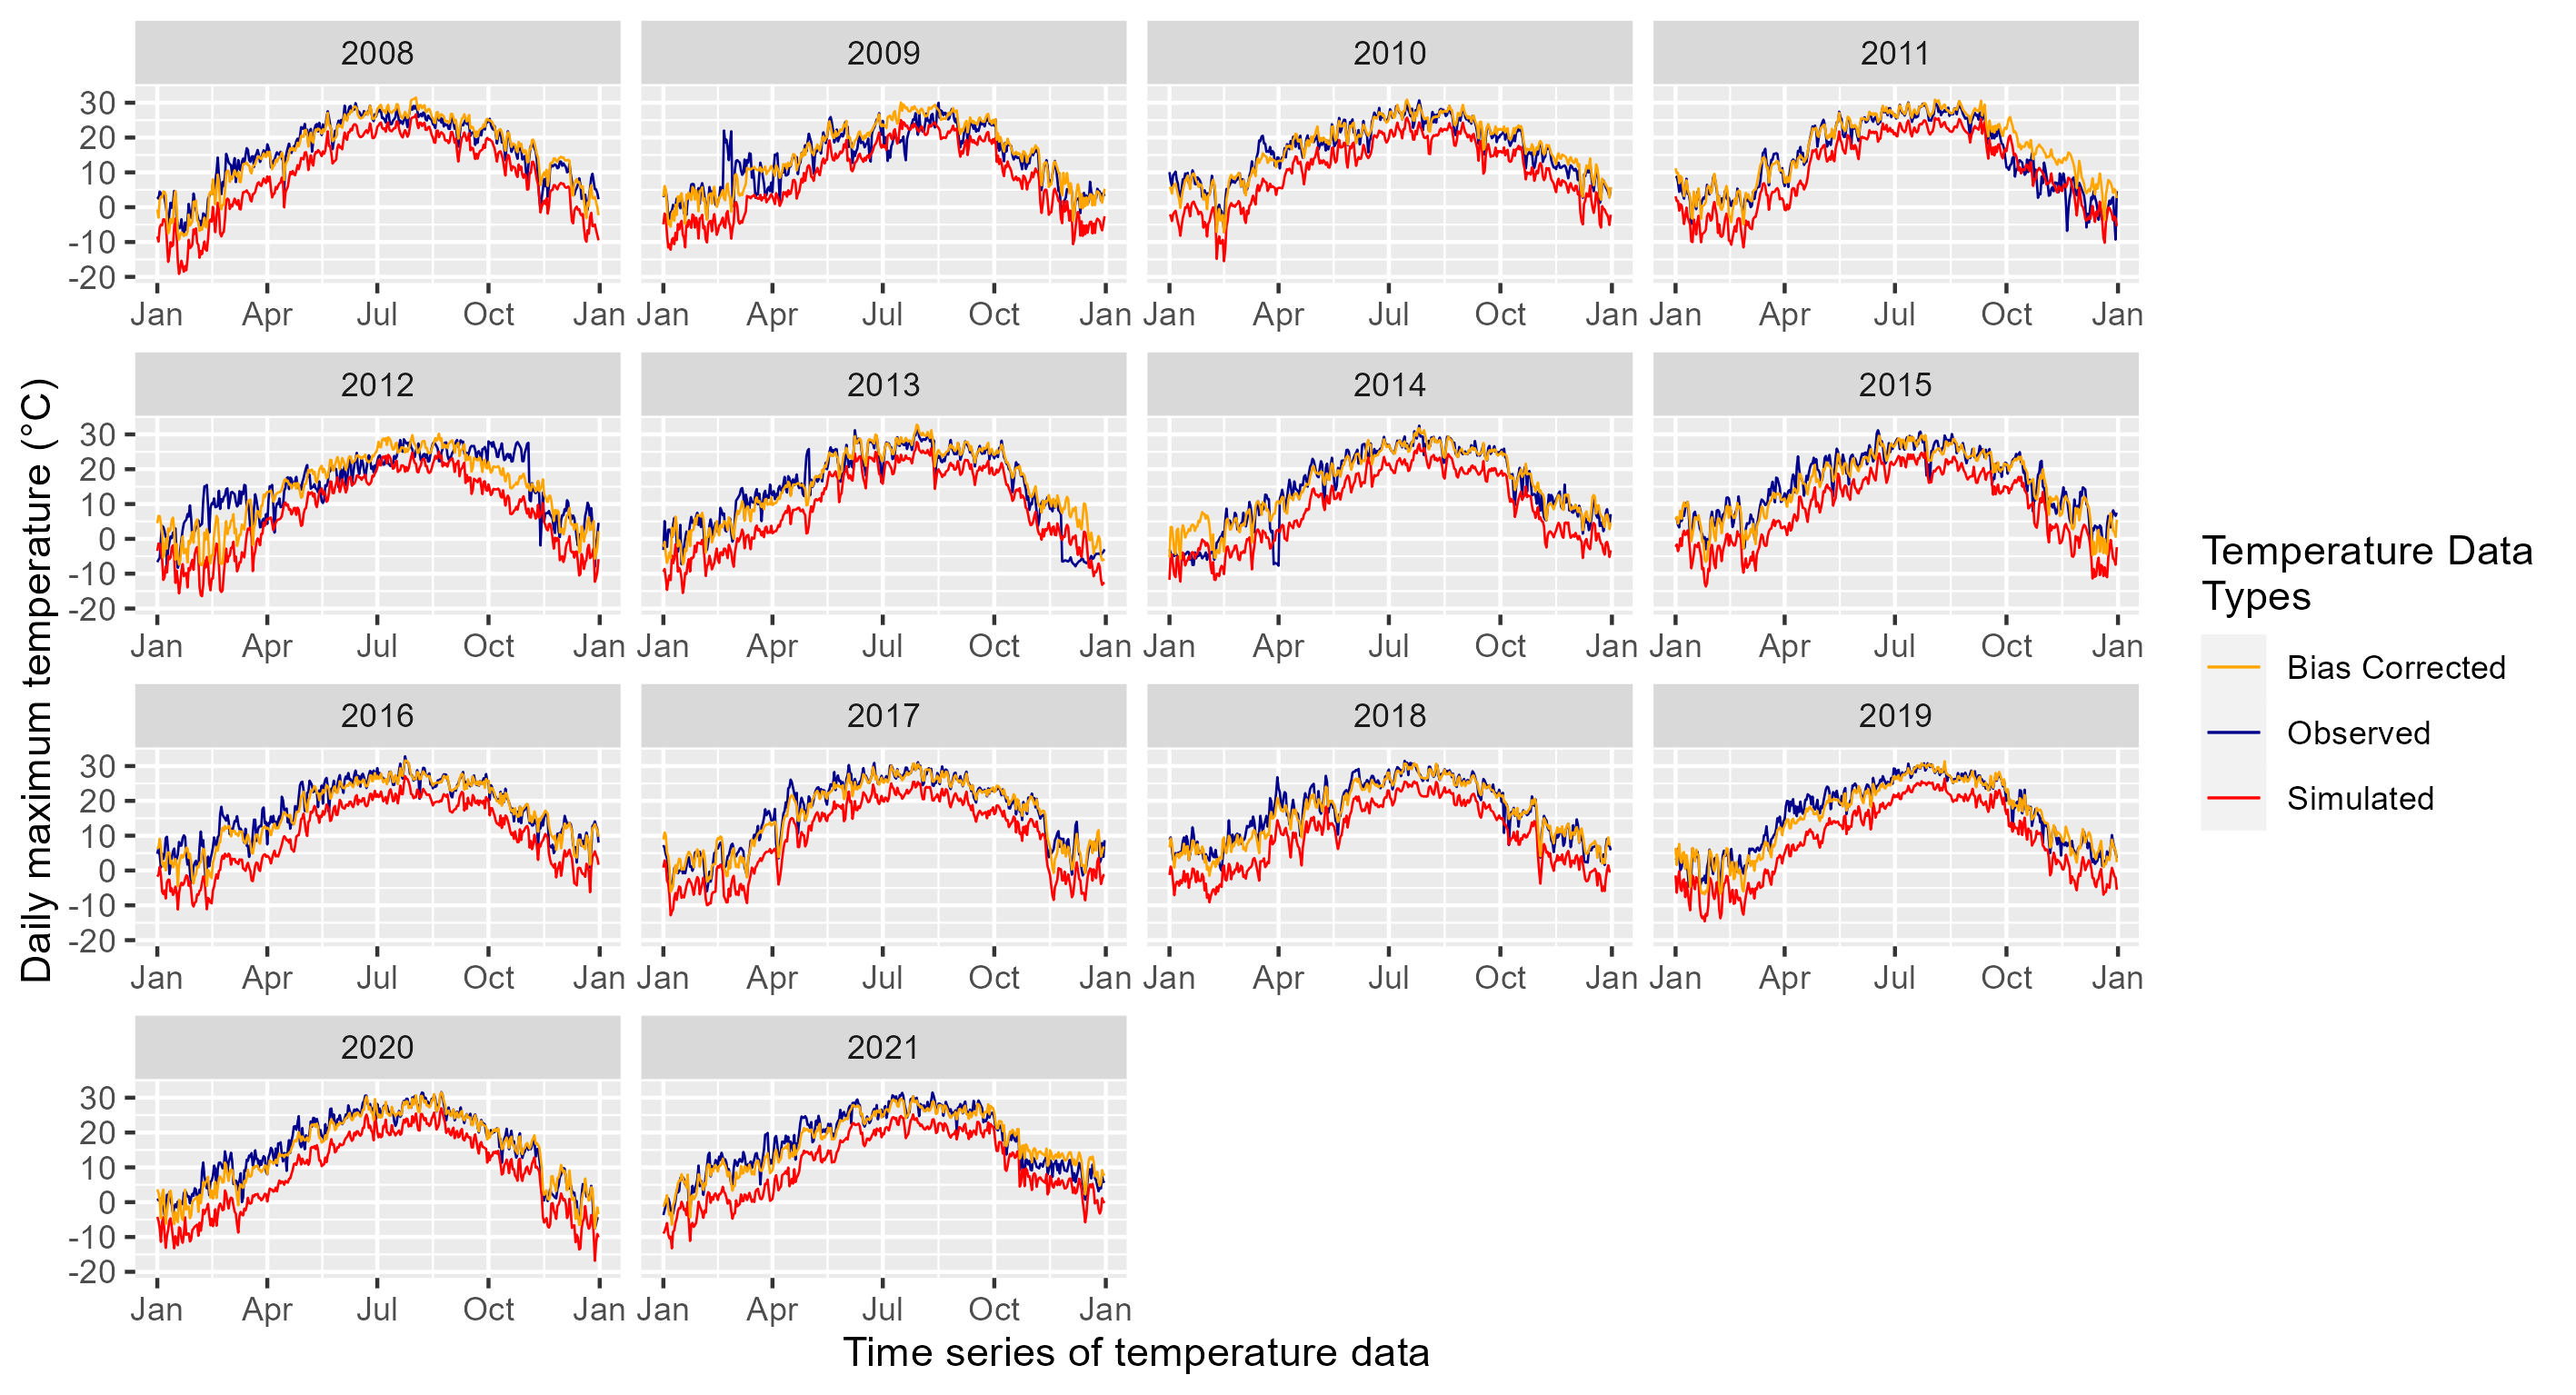 2008 2009 2010 2011
30
20
10
0
-10
-20
Jan Apr Jul Oct Jan Jan Apr Jul Oct Jan Jan Apr Jul Oct Jan Jan Apr Jul Oct Jan
2012 2013 2014 2015
30
20
10
0
-10
-20
Jan Apr Jul Oct Jan Jan Apr Jul Oct Jan Jan Apr Jul Oct Jan Jan Apr Jul Oct Jan
2016 2017 2018 2019
30
20
10
0
-10
-20
Jan Apr Jul Oct Jan Jan Apr Jul Oct Jan Jan Apr Jul Oct Jan Jan Apr Jul Oct Jan
2020 2021
30
20
10
0
-10
-20
Jan Apr Jul Oct Jan Jan Apr Jul Oct Jan
Daily maximum temperature (°C)
Time series of temperature data
Temperature Data
Types
Bias Corrected
Observed
Simulated